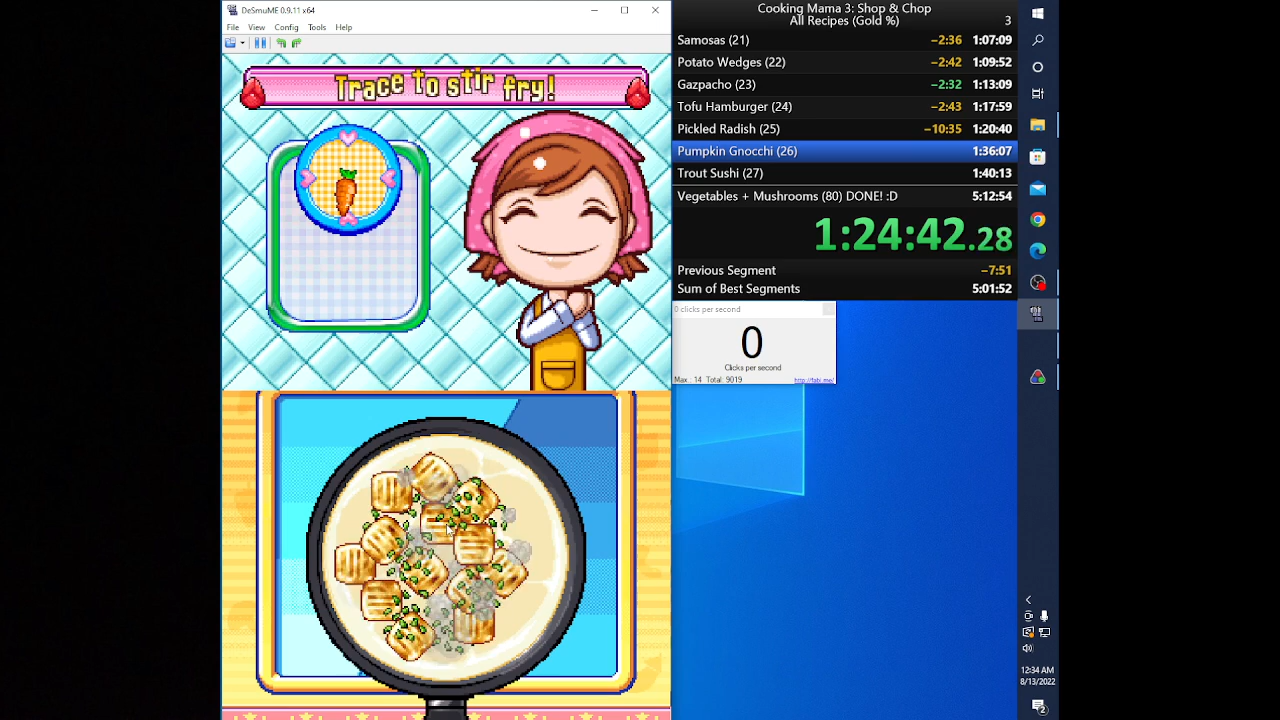 DeSmuME 0.9.11 x64
File View Config Tools Help
Trace to stir fry!
Cooking Mama 3: Shop & Chop
All Recipes (Gold %) 3
Samosas (21) −2:36 1:07:09
Potato Wedges (22) −2:42 1:09:52
Gazpacho (23) −2:32 1:13:09
Tofu Hamburger (24) −2:43 1:17:59
Pickled Radish (25) −10:35 1:20:40
Pumpkin Gnocchi (26) 1:36:07
Trout Sushi (27) 1:40:13
Vegetables + Mushrooms (80) DONE! :D 5:12:54
1:24:42.28
Previous Segment −7:51
Sum of Best Segments 5:01:52
0 clicks per second
0
Clicks per second
Max.: 14 Total: 9019 http://fabi.me/
12:34 AM
8/13/2022
2